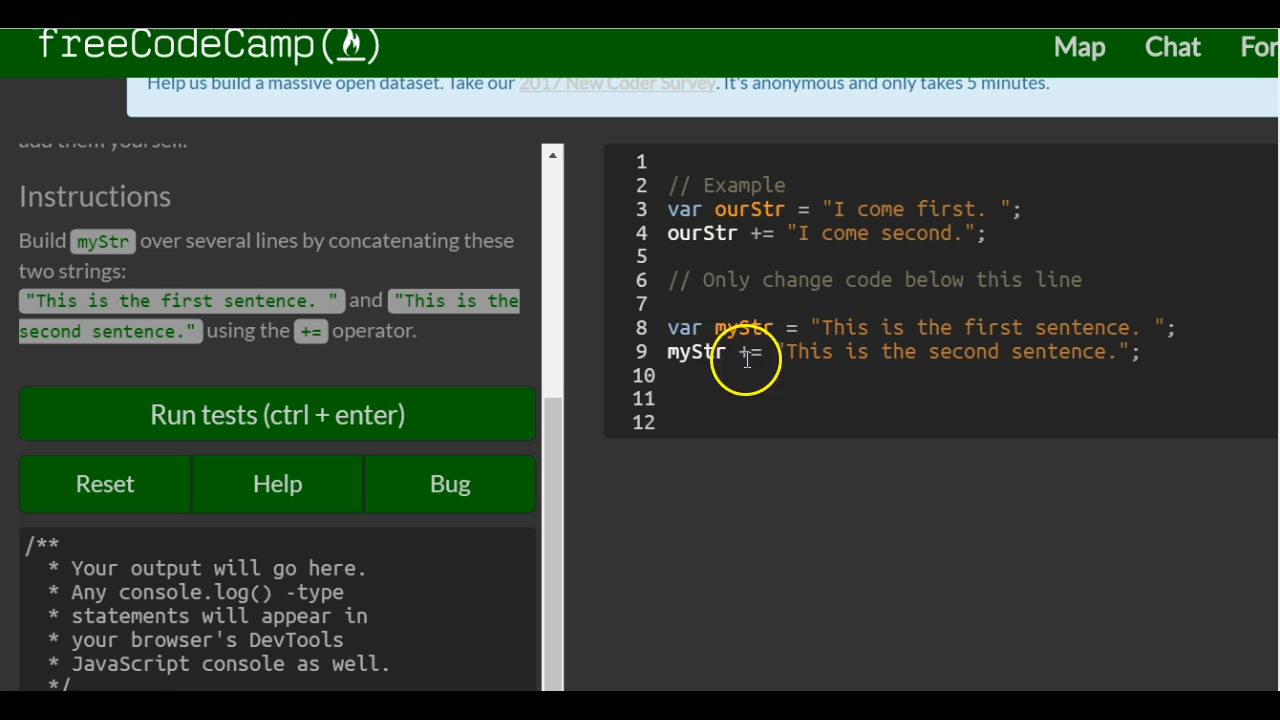 freeCodeCamp(🔥)
Map Chat For
Help us build a massive open dataset. Take our 2017 New Coder Survey. It's anonymous and only takes 5 minutes.
add them yourself.
Instructions
Build myStr over several lines by concatenating these
two strings:
"This is the first sentence. " and "This is the
second sentence." using the += operator.
Run tests (ctrl + enter)
Reset Help Bug
/**
* Your output will go here.
* Any console.log() -type
* statements will appear in
* your browser's DevTools
* JavaScript console as well.
*/
1
2 // Example
3 var ourStr = "I come first. ";
4 ourStr += "I come second.";
5
6 // Only change code below this line
7
8 var myStr = "This is the first sentence. ";
9 myStr += "This is the second sentence.";
10
11
12